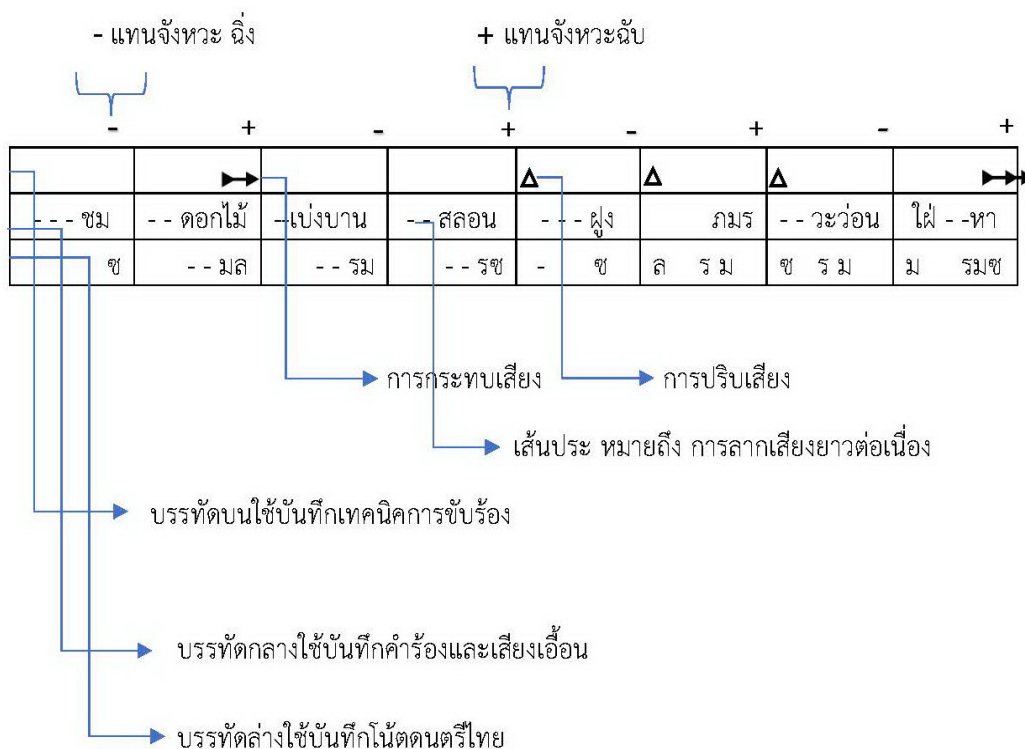 - แทนจังหวะ ฉิ่ง + แทนจังหวะฉับ
- + - + - + - +
- - - ชม - - ดอกไม้ -เบ่งบาน - - สลอน - - - ฝูง ภมร - - วะว่อน ใฝ่ - -หา
ซ - - มล - - รม - - รซ - ซ ล ร ม ซ ร ม ม รมซ
การกระทบเสียง การปริบเสียง
เส้นประ หมายถึง การลากเสียงยาวต่อเนื่อง
บรรทัดบนใช้บันทึกเทคนิคการขับร้อง
บรรทัดกลางใช้บันทึกคำร้องและเสียงเอื้อน
บรรทัดล่างใช้บันทึกโน้ตดนตรีไทย